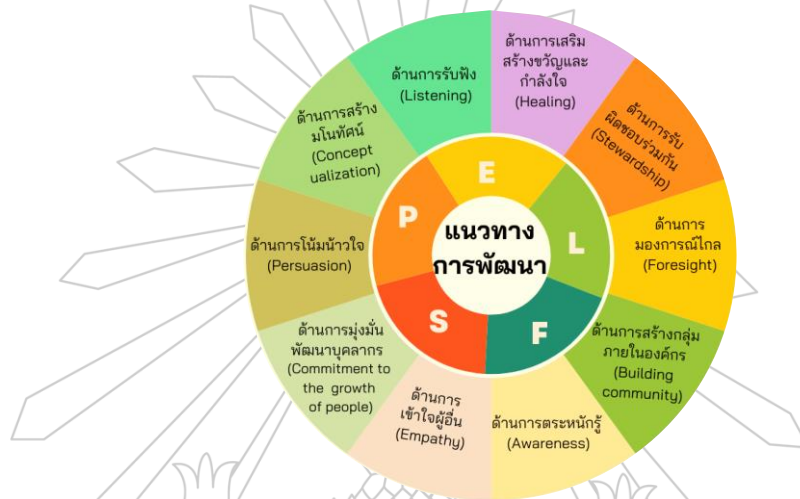 ด้านการเสริม
สร้างขวัญและ
กำลังใจ
(Healing)
ด้านการรับ
ผิดชอบร่วมกัน
(Stewardship)
ด้านการ
มองการณ์ไกล
(Foresight)
ด้านการสร้างกลุ่ม
ภายในองค์กร
(Building
community)
ด้านการตระหนักรู้
(Awareness)
ด้านการ
เข้าใจผู้อื่น
(Empathy)
ด้านการมุ่งมั่น
พัฒนาบุคลากร
(Commitment to
the growth
of people)
ด้านการโน้มน้าวใจ
(Persuasion)
ด้านการสร้าง
มโนทัศน์
(Concept
ualization)
ด้านการรับฟัง
(Listening)
E
L
F
S
P
แนวทาง
การพัฒนา